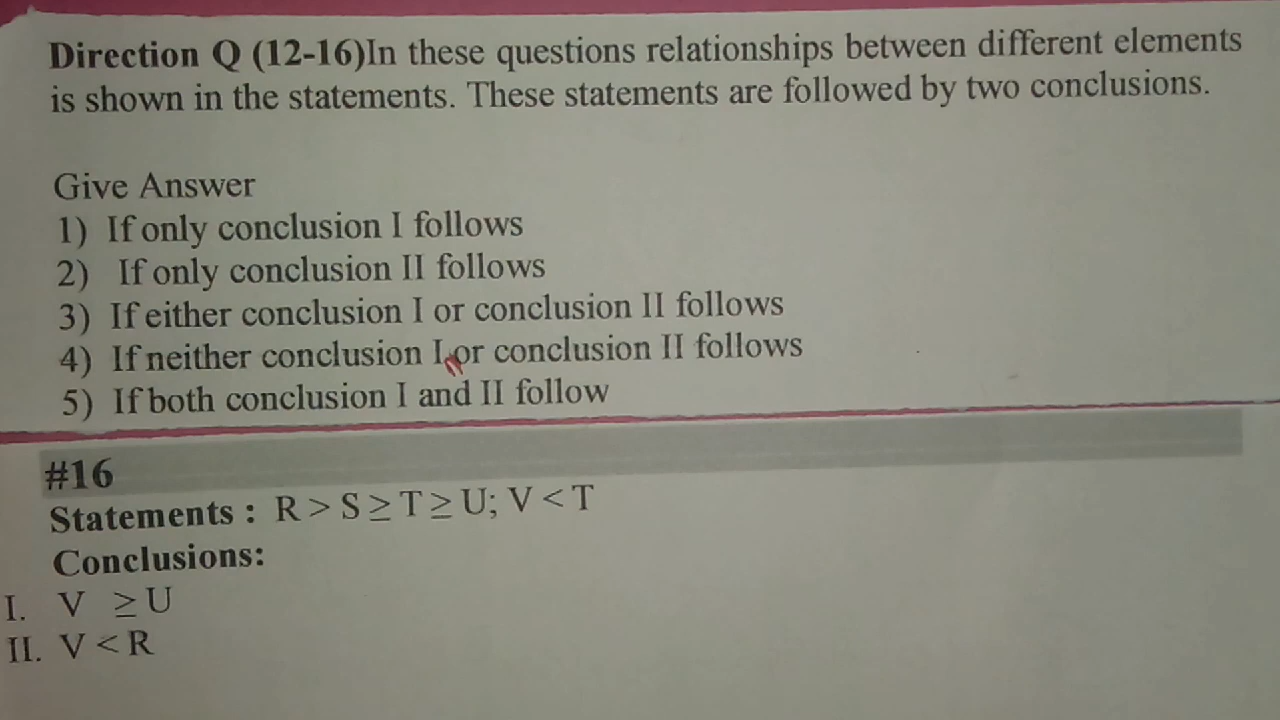 Direction Q (12-16)In these questions relationships between different elements
is shown in the statements. These statements are followed by two conclusions.
Give Answer
1) If only conclusion I follows
2) If only conclusion II follows
3) If either conclusion I or conclusion II follows
4) If neither conclusion I or conclusion II follows
5) If both conclusion I and II follow
#16
Statements : R > S ≥ T ≥ U; V < T
Conclusions:
I. V ≥ U
II. V < R